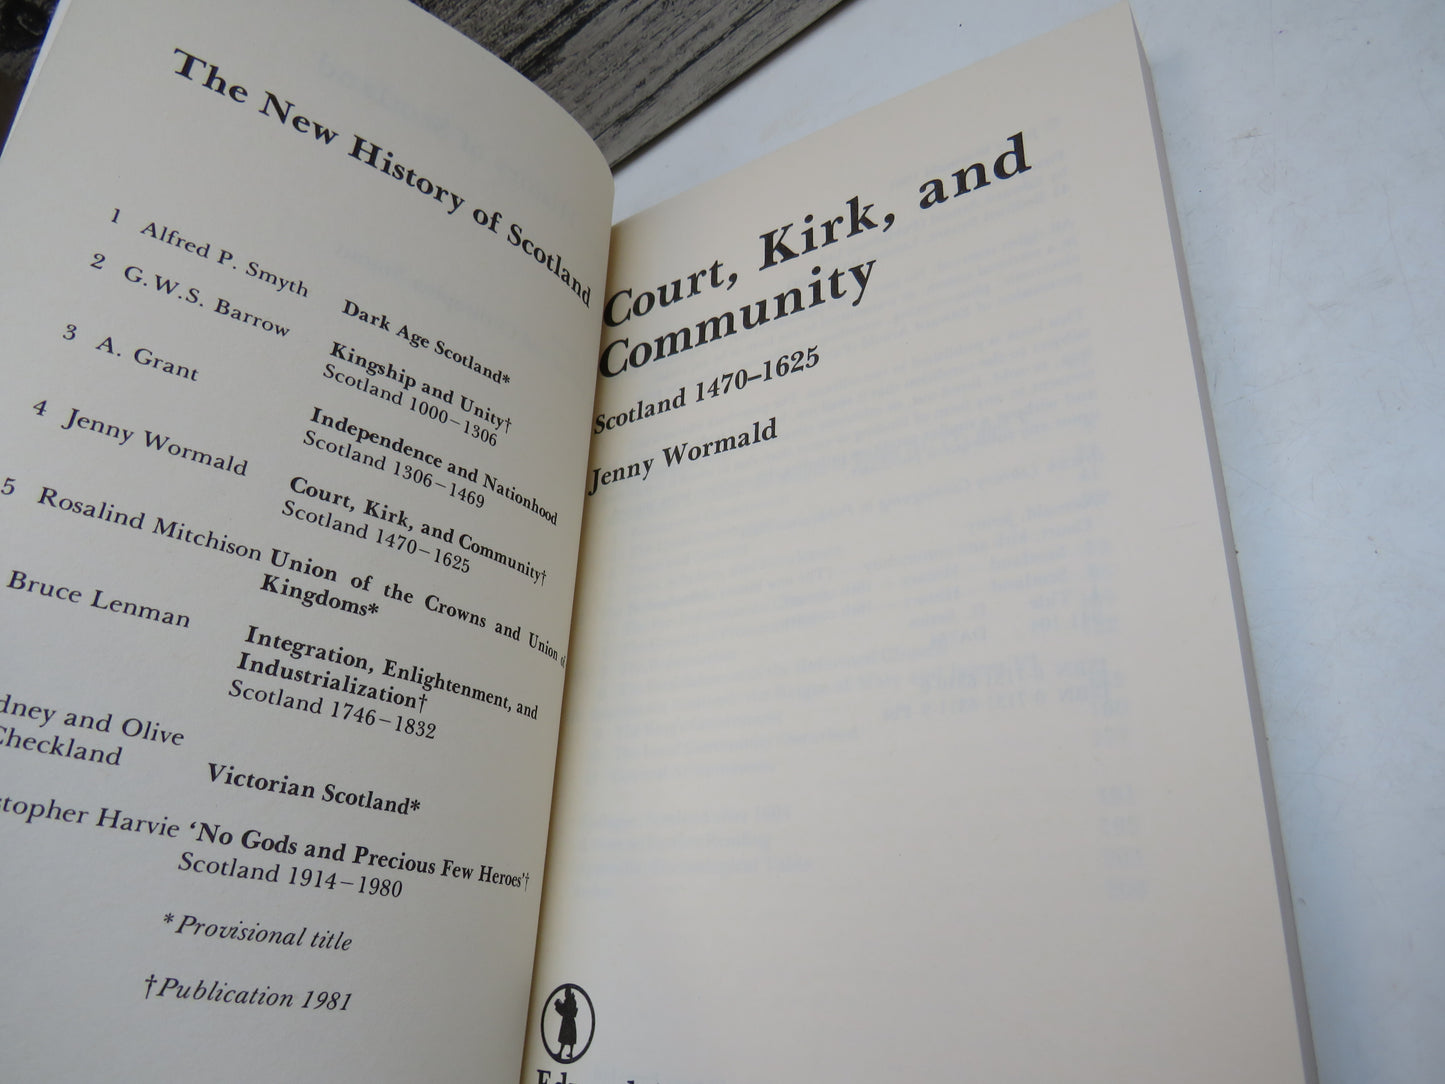 The New History of Scotland
1 Alfred P. Smyth Dark Age Scotland*
2 G.W.S. Barrow Kingship and Unity†
Scotland 1000–1306
3 A. Grant Independence and Nationhood
Scotland 1306–1469
4 Jenny Wormald Court, Kirk, and Community†
Scotland 1470–1625
5 Rosalind Mitchison Union of the Crowns and Union of
Kingdoms*
Bruce Lenman Integration, Enlightenment, and
Industrialization†
Scotland 1746–1832
dney and Olive
Checkland Victorian Scotland*
stopher Harvie ‘No Gods and Precious Few Heroes’†
Scotland 1914–1980
*Provisional title
†Publication 1981
Court, Kirk, and
Community
Scotland 1470–1625
Jenny Wormald